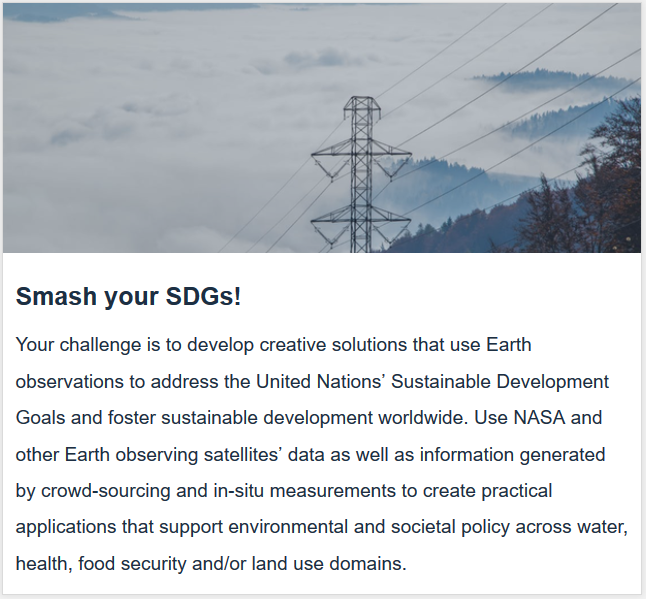 Smash your SDGs!
Your challenge is to develop creative solutions that use Earth
observations to address the United Nations’ Sustainable Development
Goals and foster sustainable development worldwide. Use NASA and
other Earth observing satellites’ data as well as information generated
by crowd-sourcing and in-situ measurements to create practical
applications that support environmental and societal policy across water,
health, food security and/or land use domains.